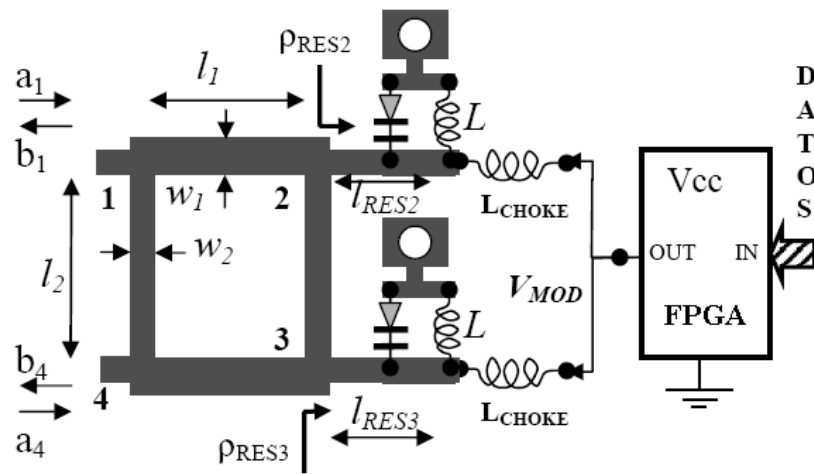 a1
b1
l1
ρRES2
L
1
w1
2
lRES2
LCHOKE
w2
l2
VMOD
3
L
b4
4
a4
lRES3
ρRES3
LCHOKE
Vcc
OUT
IN
FPGA
D
A
T
O
S